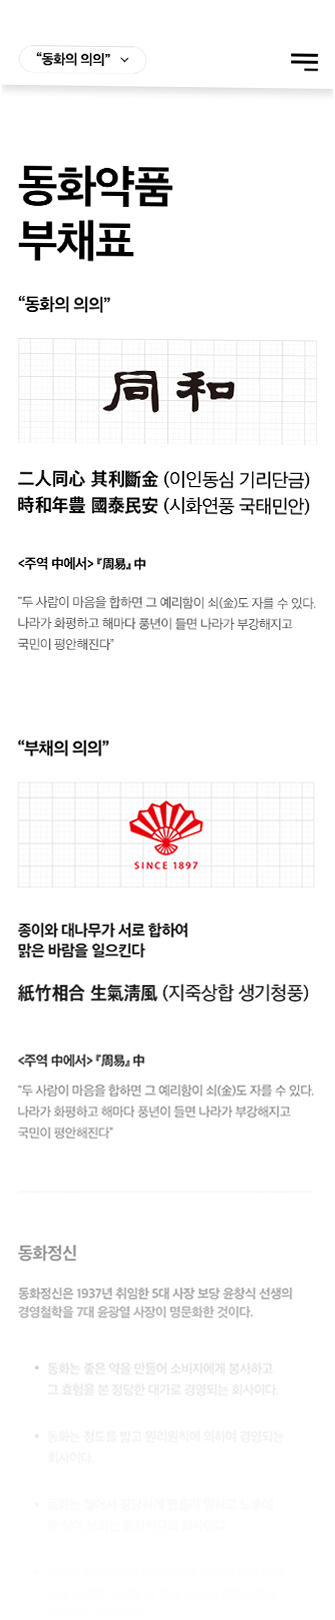 “동화의 의의”
동화약품
부채표
“동화의 의의”
同和
二人同心 其利斷金 (이인동심 기리단금)
時和年豊 國泰民安 (시화연풍 국태민안)
<주역 中에서>『周易』中
“두 사람이 마음을 합하면 그 예리함이 쇠(金)도 자를 수 있다.
나라가 화평하고 해마다 풍년이 들면 나라가 부강해지고
국민이 평안해진다”
“부채의 의의”
SINCE 1897
종이와 대나무가 서로 합하여
맑은 바람을 일으킨다
紙竹相合 生氣淸風 (지죽상합 생기청풍)
<주역 中에서>『周易』中
“두 사람이 마음을 합하면 그 예리함이 쇠(金)도 자를 수 있다.
나라가 화평하고 해마다 풍년이 들면 나라가 부강해지고
국민이 평안해진다”
동화정신
동화정신은 1937년 취임한 5대 사장 보당 윤창식 선생의
경영철학을 7대 윤광열 사장이 명문화한 것이다.
• 동화는 좋은 약을 만들어 소비자에게 봉사하고
그 효험을 본 정당한 대가로 경영되는 회사이다.
• 동화는 정도를 밟고 원리원칙에 의하여 경영되는
회사이다.